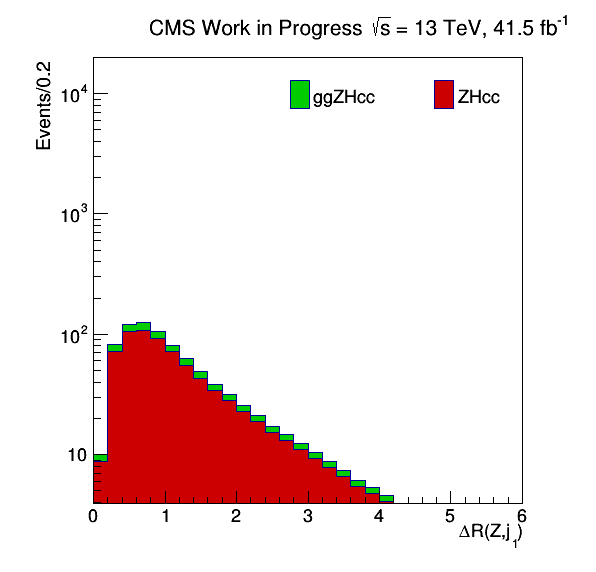 CMS Work in Progress √s = 13 TeV, 41.5 fb⁻¹
Events/0.2
ggZHcc ZHcc
10⁴
10³
10²
10
0 1 2 3 4 5 6
ΔR(Z,j₁)